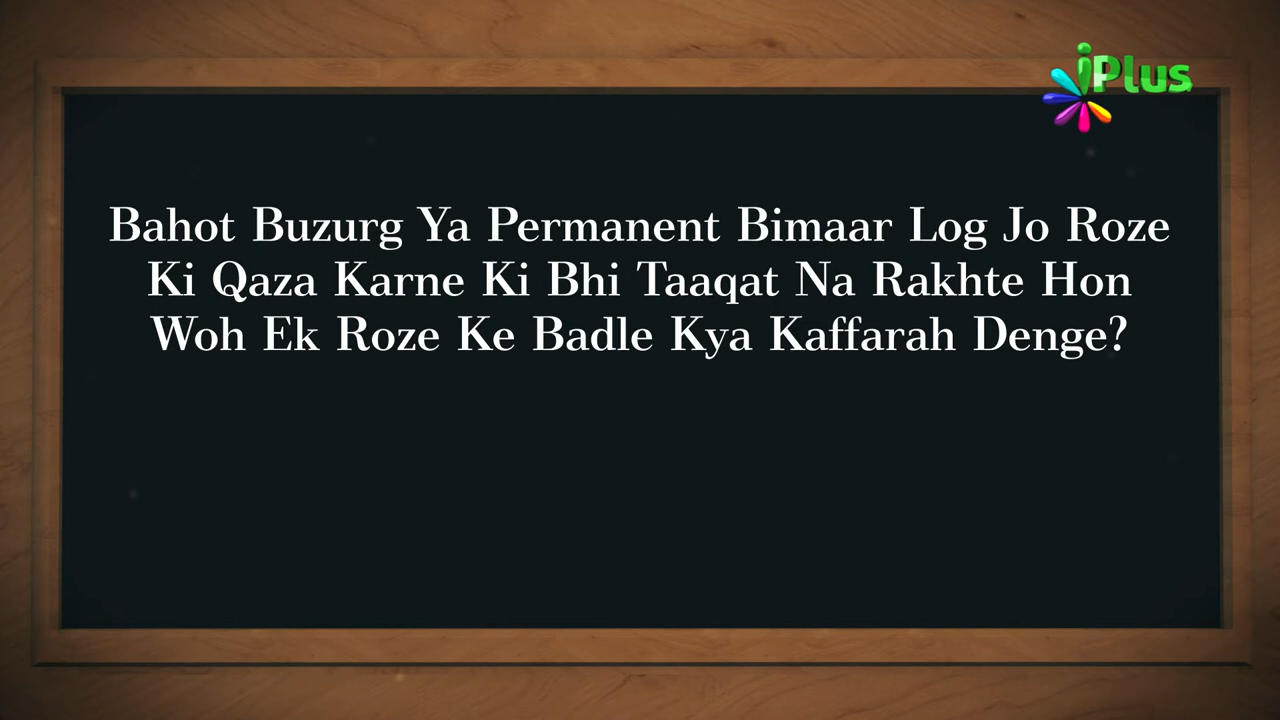 iPlus
Bahot Buzurg Ya Permanent Bimaar Log Jo Roze
Ki Qaza Karne Ki Bhi Taaqat Na Rakhte Hon
Woh Ek Roze Ke Badle Kya Kaffarah Denge?